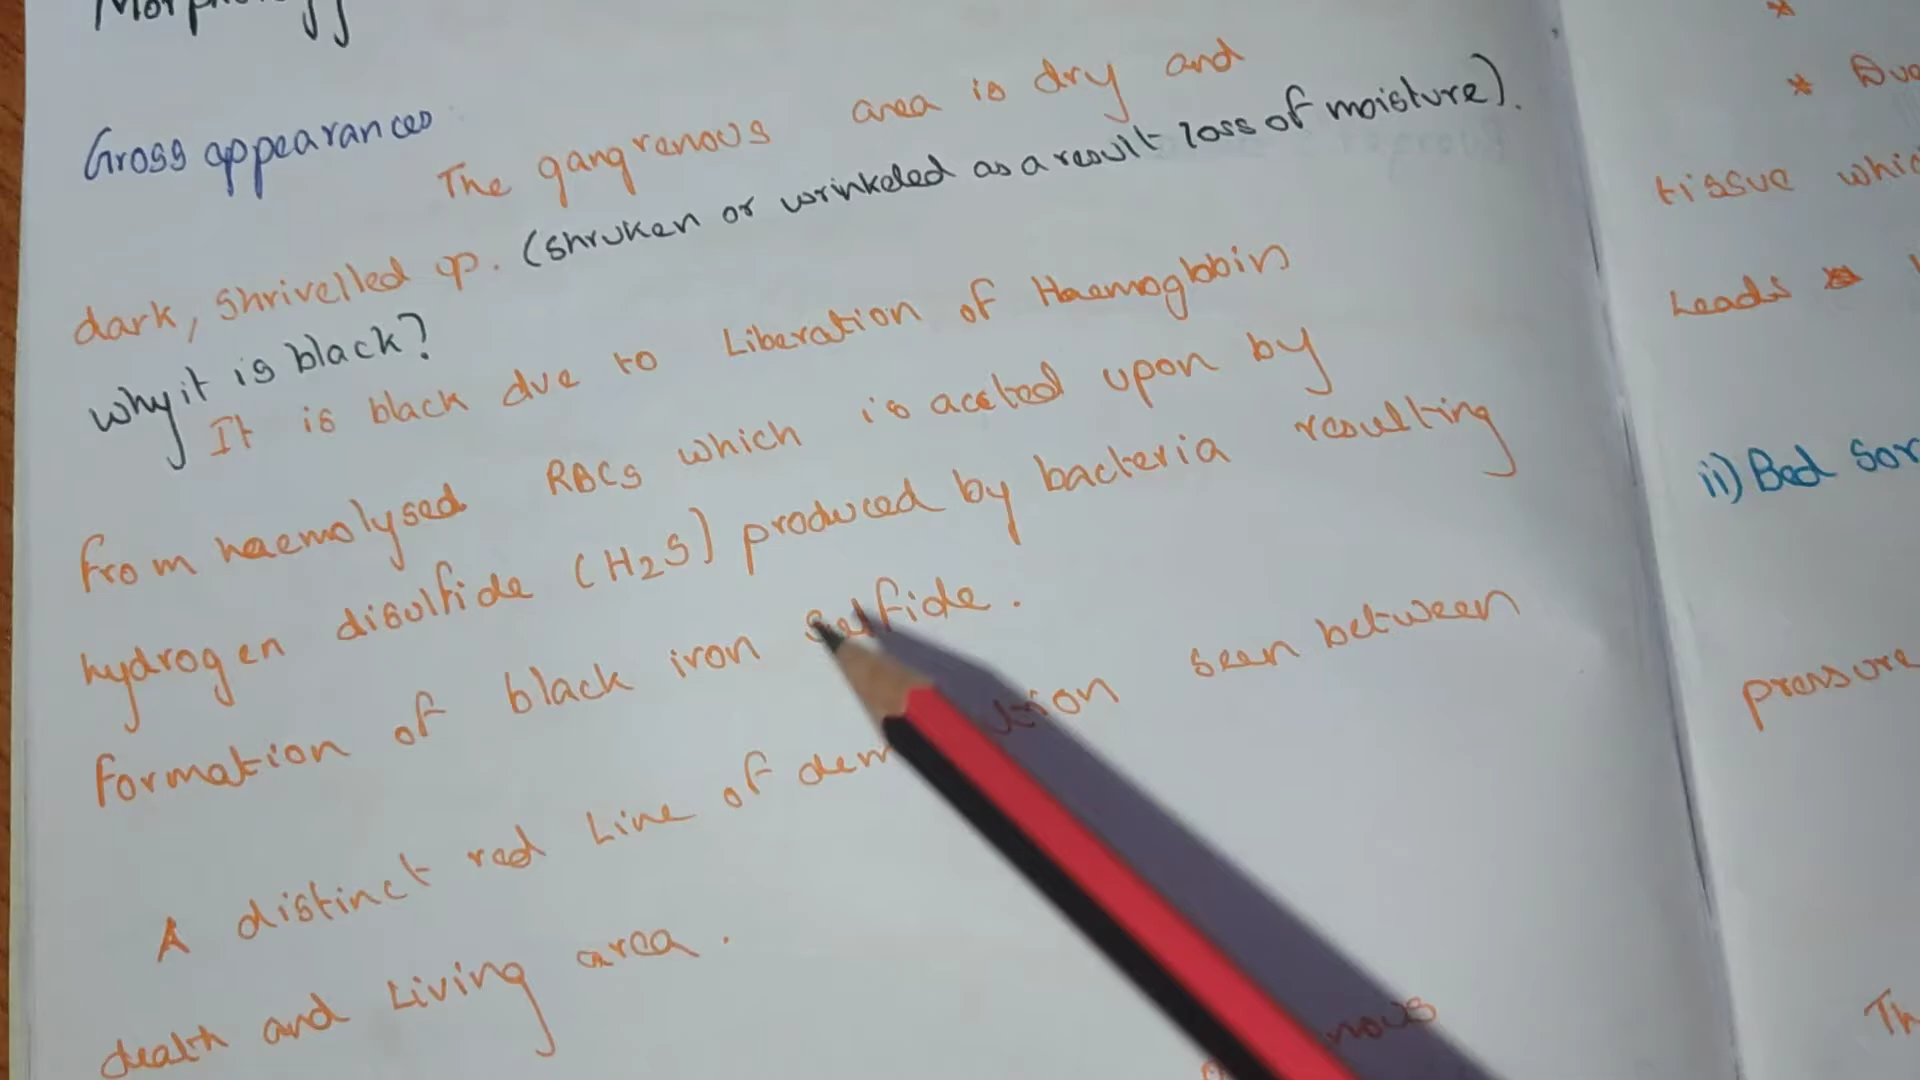 Morphology
Gross appearances
The gangrenous area is dry and
dark, shrivelled up. (shruken or wrinkeled as a result loss of moisture).
why it is black?
It is black due to Liberation of Haemoglobin
from haemolysed RBCs which is acted upon by
hydrogen disulfide (H2S) produced by bacteria resulting
formation of black iron sulfide.
A distinct red Line of seen between
death and Living area.
*
*
tissue
Leads
ii) Bed
pressure